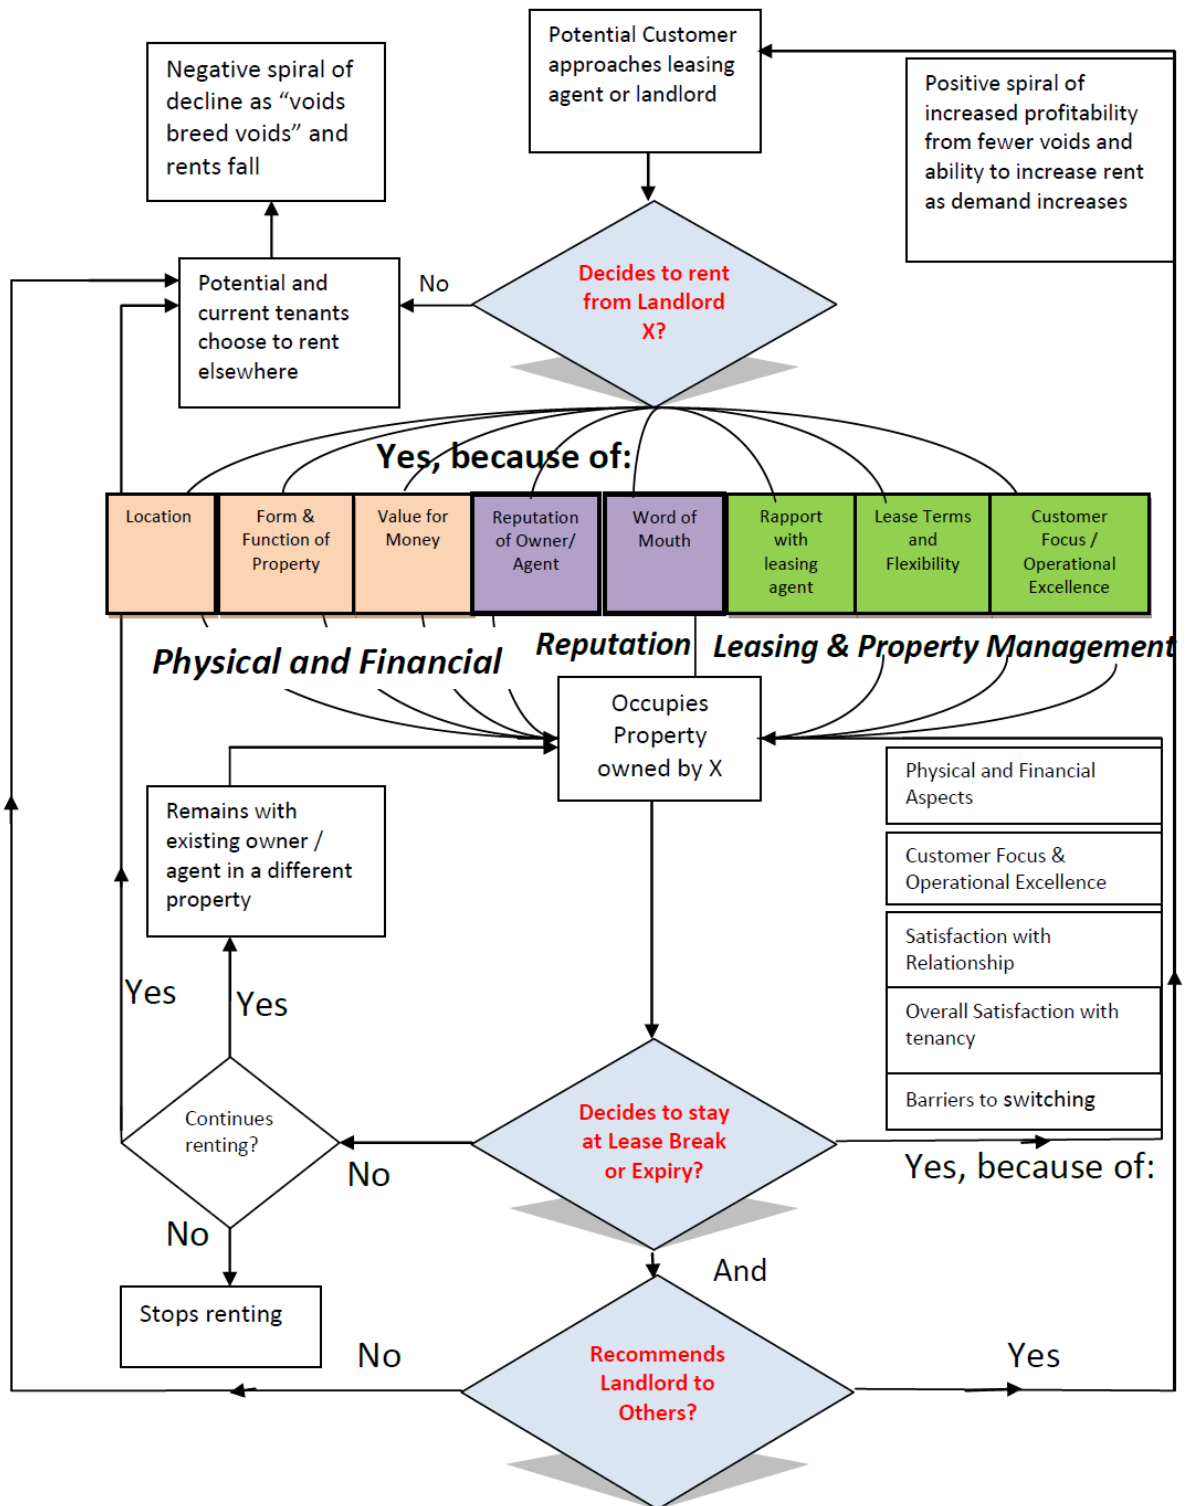 Potential Customer
approaches leasing
agent or landlord
Negative spiral of
decline as “voids
breed voids” and
rents fall
Positive spiral of
increased profitability
from fewer voids and
ability to increase rent
as demand increases
Decides to rent
from Landlord
X?
No
Potential and
current tenants
choose to rent
elsewhere
Yes, because of:
Location
Form &
Function of
Property
Value for
Money
Reputation
of Owner/
Agent
Word of
Mouth
Rapport
with
leasing
agent
Lease Terms
and
Flexibility
Customer
Focus /
Operational
Excellence
Physical and Financial
Reputation
Leasing & Property Management
Occupies
Property
owned by X
Remains with
existing owner /
agent in a different
property
Physical and Financial
Aspects
Customer Focus &
Operational Excellence
Satisfaction with
Relationship
Overall Satisfaction with
tenancy
Barriers to switching
Yes
Yes
Continues
renting?
No
Decides to stay
at Lease Break
or Expiry?
Yes, because of:
No
Stops renting
And
Recommends
Landlord to
Others?
No
Yes